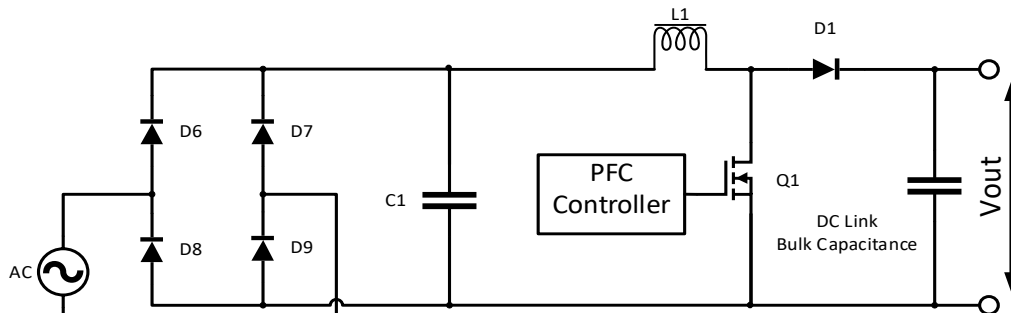 L1
D1
D6
D7
PFC
Controller
Q1
C1
Vout
DC Link
Bulk Capacitance
D8
D9
AC